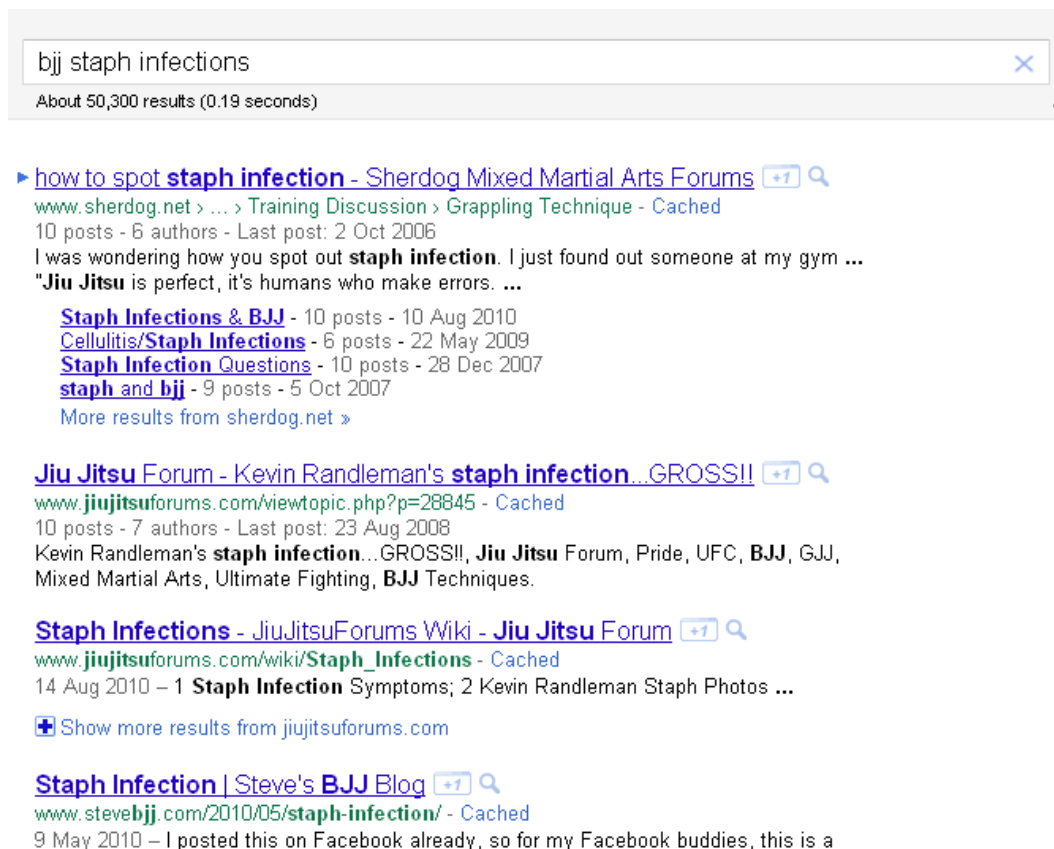 bjj staph infections
About 50,300 results (0.19 seconds)
how to spot staph infection - Sherdog Mixed Martial Arts Forums +1
www.sherdog.net › ... › Training Discussion › Grappling Technique - Cached
10 posts - 6 authors - Last post: 2 Oct 2006
I was wondering how you spot out staph infection. I just found out someone at my gym ...
"Jiu Jitsu is perfect, it's humans who make errors. ...
Staph Infections & BJJ - 10 posts - 10 Aug 2010
Cellulitis/Staph Infections - 6 posts - 22 May 2009
Staph Infection Questions - 10 posts - 28 Dec 2007
staph and bjj - 9 posts - 5 Oct 2007
More results from sherdog.net »
Jiu Jitsu Forum - Kevin Randleman's staph infection...GROSS!! +1
www.jiujitsuforums.com/viewtopic.php?p=28845 - Cached
10 posts - 7 authors - Last post: 23 Aug 2008
Kevin Randleman's staph infection...GROSS!!, Jiu Jitsu Forum, Pride, UFC, BJJ, GJJ,
Mixed Martial Arts, Ultimate Fighting, BJJ Techniques.
Staph Infections - JiuJitsuForums Wiki - Jiu Jitsu Forum +1
www.jiujitsuforums.com/wiki/Staph_Infections - Cached
14 Aug 2010 – 1 Staph Infection Symptoms; 2 Kevin Randleman Staph Photos ...
Show more results from jiujitsuforums.com
Staph Infection | Steve's BJJ Blog +1
www.stevebjj.com/2010/05/staph-infection/ - Cached
9 May 2010 – I posted this on Facebook already, so for my Facebook buddies, this is a